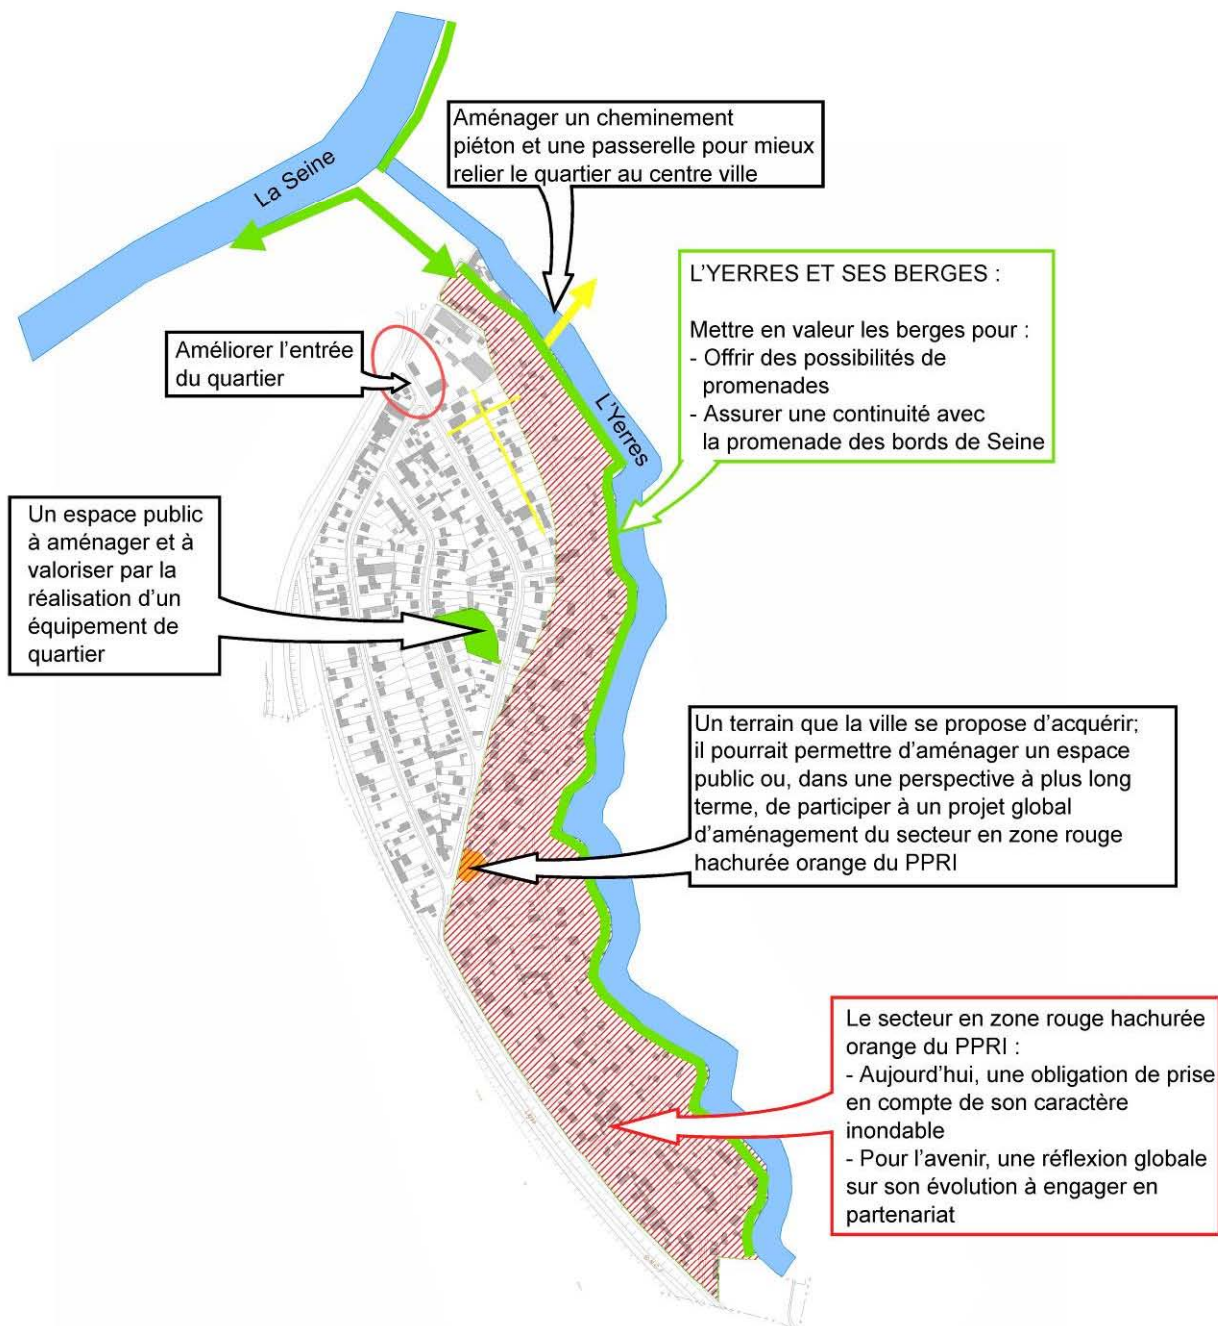 Aménager un cheminement
piéton et une passerelle pour mieux
relier le quartier au centre ville
La Seine
L'YERRES ET SES BERGES :
Mettre en valeur les berges pour :
- Offrir des possibilités de
promenades
- Assurer une continuité avec
la promenade des bords de Seine
Améliorer l'entrée
du quartier
L'Yerres
Un espace public
à aménager et à
valoriser par la
réalisation d'un
équipement de
quartier
Un terrain que la ville se propose d'acquérir;
il pourrait permettre d'aménager un espace
public ou, dans une perspective à plus long
terme, de participer à un projet global
d'aménagement du secteur en zone rouge
hachurée orange du PPRI
Le secteur en zone rouge hachurée
orange du PPRI :
- Aujourd'hui, une obligation de prise
en compte de son caractère
inondable
- Pour l'avenir, une réflexion globale
sur son évolution à engager en
partenariat